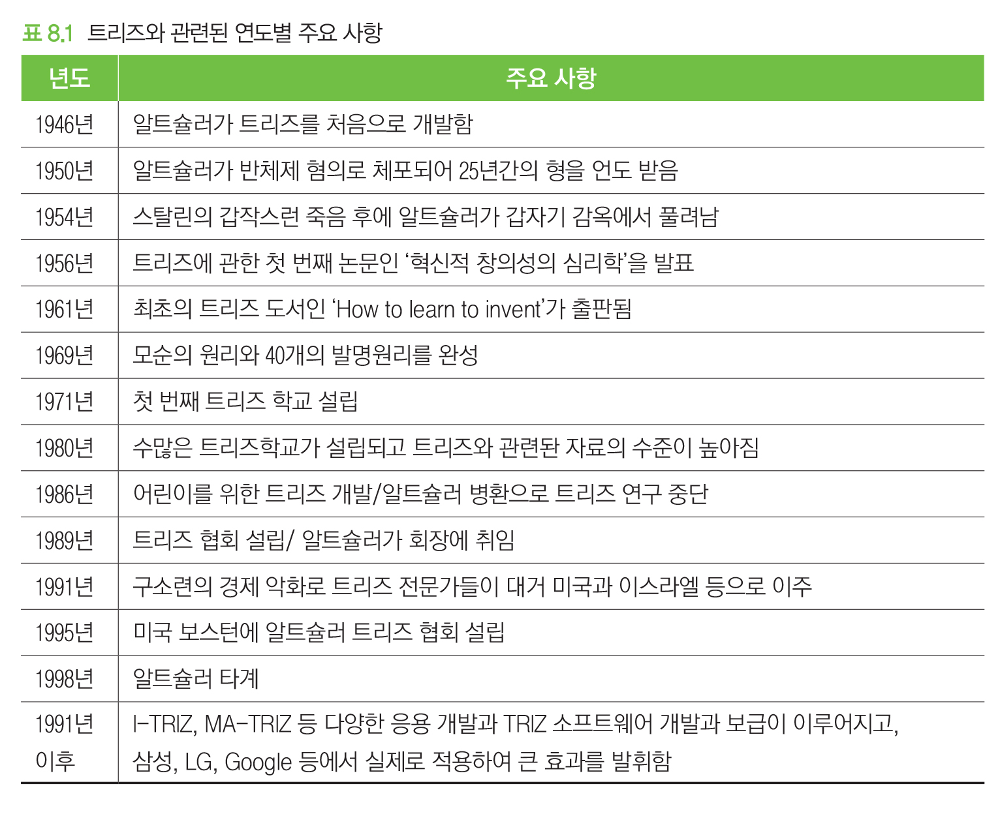 표 8.1 트리즈와 관련된 연도별 주요 사항
년도 주요 사항
1946년 알트슐러가 트리즈를 처음으로 개발함
1950년 알트슐러가 반체제 혐의로 체포되어 25년간의 형을 언도 받음
1954년 스탈린의 갑작스런 죽음 후에 알트슐러가 갑자기 감옥에서 풀려남
1956년 트리즈에 관한 첫 번째 논문인 ‘혁신적 창의성의 심리학’을 발표
1961년 최초의 트리즈 도서인 ‘How to learn to invent’가 출판됨
1969년 모순의 원리와 40개의 발명원리를 완성
1971년 첫 번째 트리즈 학교 설립
1980년 수많은 트리즈학교가 설립되고 트리즈와 관련돤 자료의 수준이 높아짐
1986년 어린이를 위한 트리즈 개발/알트슐러 병환으로 트리즈 연구 중단
1989년 트리즈 협회 설립/ 알트슐러가 회장에 취임
1991년 구소련의 경제 악화로 트리즈 전문가들이 대거 미국과 이스라엘 등으로 이주
1995년 미국 보스턴에 알트슐러 트리즈 협회 설립
1998년 알트슐러 타계
1991년 I-TRIZ, MA-TRIZ 등 다양한 응용 개발과 TRIZ 소프트웨어 개발과 보급이 이루어지고,
이후 삼성, LG, Google 등에서 실제로 적용하여 큰 효과를 발휘함